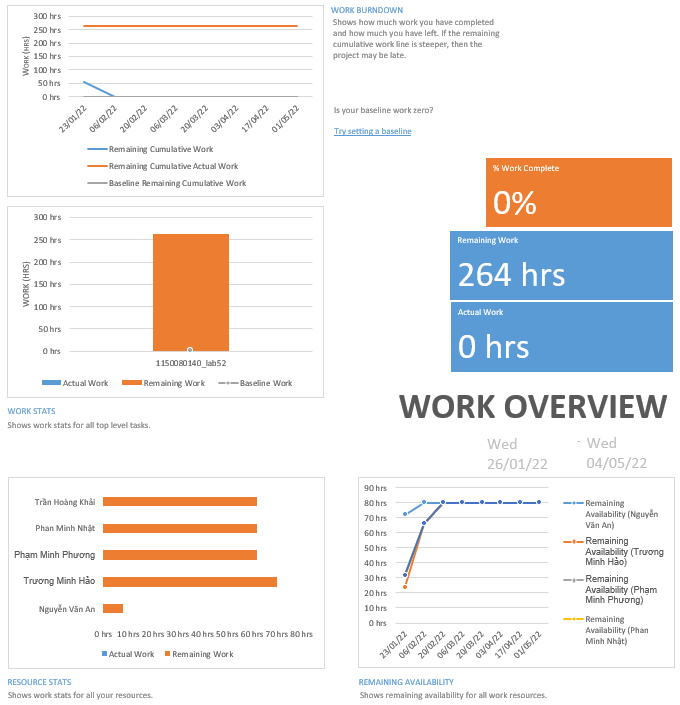 300 hrs
250 hrs
200 hrs
150 hrs
100 hrs
50 hrs
0 hrs
WORK (HRS)
23/01/22
06/02/22
20/02/22
06/03/22
20/03/22
03/04/22
17/04/22
01/05/22
Remaining Cumulative Work
Remaining Cumulative Actual Work
Baseline Remaining Cumulative Work
WORK BURNDOWN
Shows how much work you have completed
and how much you have left. If the remaining
cumulative work line is steeper, then the
project may be late.
Is your baseline work zero?
Try setting a baseline
% Work Complete
0%
Remaining Work
264 hrs
Actual Work
0 hrs
300 hrs
250 hrs
200 hrs
150 hrs
100 hrs
50 hrs
0 hrs
WORK (HRS)
1150080140_lab52
Actual Work
Remaining Work
Baseline Work
WORK STATS
Shows work stats for all top level tasks.
WORK OVERVIEW
Wed
26/01/22
-
Wed
04/05/22
Trần Hoàng Khải
Phan Minh Nhật
Phạm Minh Phương
Trương Minh Hào
Nguyễn Văn An
0 hrs 10 hrs 20 hrs 30 hrs 40 hrs 50 hrs 60 hrs 70 hrs 80 hrs
Actual Work
Remaining Work
RESOURCE STATS
Shows work stats for all your resources.
90 hrs
80 hrs
70 hrs
60 hrs
50 hrs
40 hrs
30 hrs
20 hrs
10 hrs
0 hrs
23/01/22
06/02/22
20/02/22
06/03/22
20/03/22
03/04/22
17/04/22
01/05/22
Remaining
Availability (Nguyễn
Văn An)
Remaining
Availability (Trương
Minh Hào)
Remaining
Availability (Phạm
Minh Phương)
Remaining
Availability (Phan
Minh Nhật)
REMAINING AVAILABILITY
Shows remaining availability for all work resources.